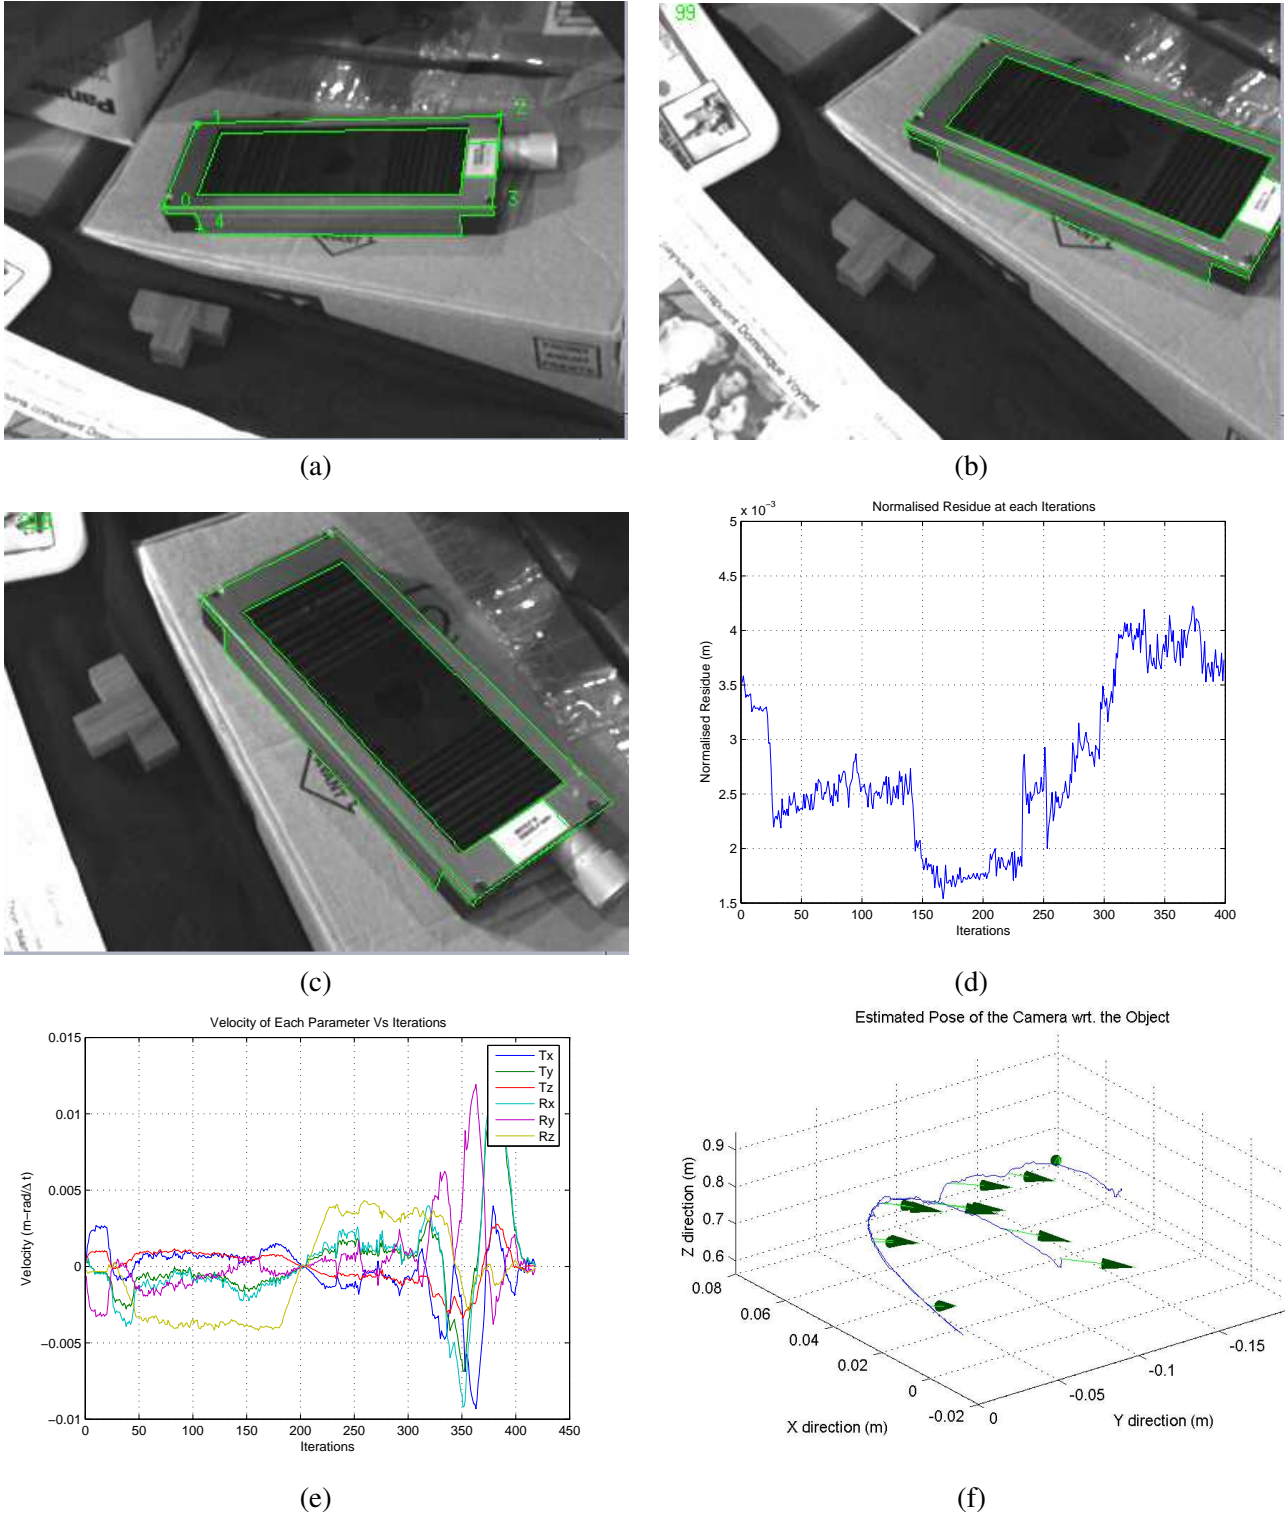 Panas
1
2
0
3
4
FRONT
(a)
99
conspuent Dominique Voynet
(b)
(c)
Normalised Residue at each Iterations
x 10⁻³
5
4.5
4
3.5
3
2.5
2
1.5
Normalised Residue (m)
0 50 100 150 200 250 300 350 400
Iterations
(d)
Velocity of Each Parameter Vs Iterations
0.015
0.01
0.005
0
−0.005
−0.01
Velocity (m−rad/Δ t)
Tx
Ty
Tz
Rx
Ry
Rz
0 50 100 150 200 250 300 350 400 450
Iterations
(e)
Estimated Pose of the Camera wrt. the Object
0.9
0.8
0.7
0.6
Z direction (m)
0.08
0.06
0.04
0.02
0
-0.02
X direction (m)
0
-0.05
-0.1
-0.15
Y direction (m)
(f)